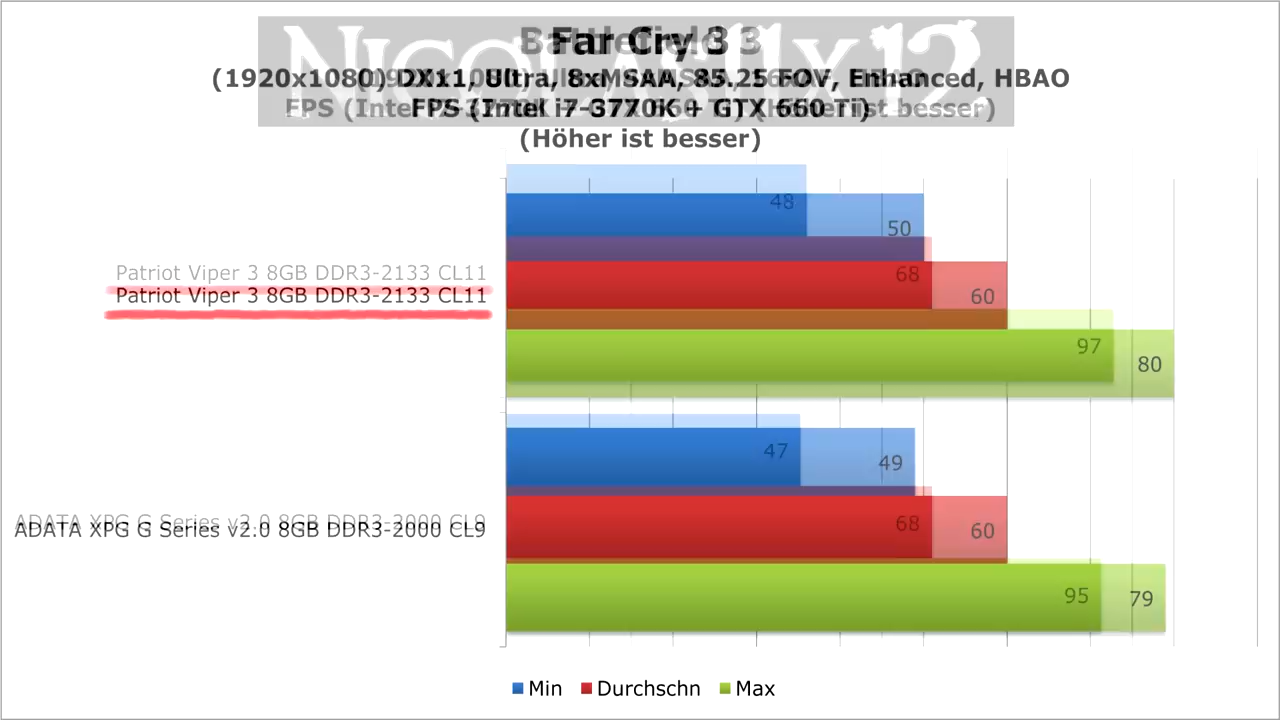 Nicolas11x12
Far Cry 3
(1920x1080) DX11, Ultra, 8xMSAA, 85.25 FOV, Enhanced, HBAO
FPS (Intel i7-3770K + GTX 660 Ti)
(Höher ist besser)
48
50
68
60
97
80
Patriot Viper 3 8GB DDR3-2133 CL11
Patriot Viper 3 8GB DDR3-2133 CL11
47
49
68
60
95
79
ADATA XPG G Series v2.0 8GB DDR3-2000 CL9
ADATA XPG G Series v2.0 8GB DDR3-2000 CL9
Min Durchschn Max